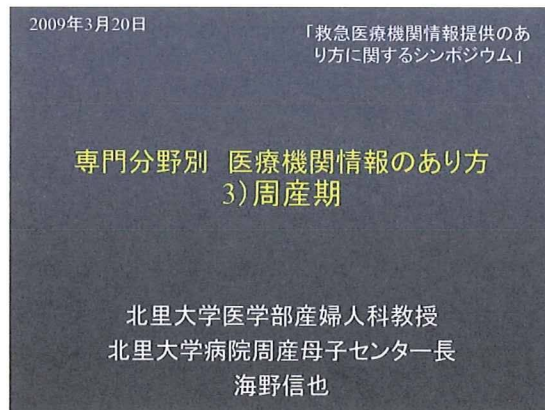 2009年3月20日
「救急医療機関情報提供のあ
り方に関するシンポジウム」
専門分野別 医療機関情報のあり方
3)周産期
北里大学医学部産婦人科教授
北里大学病院周産母子センター長
海野信也